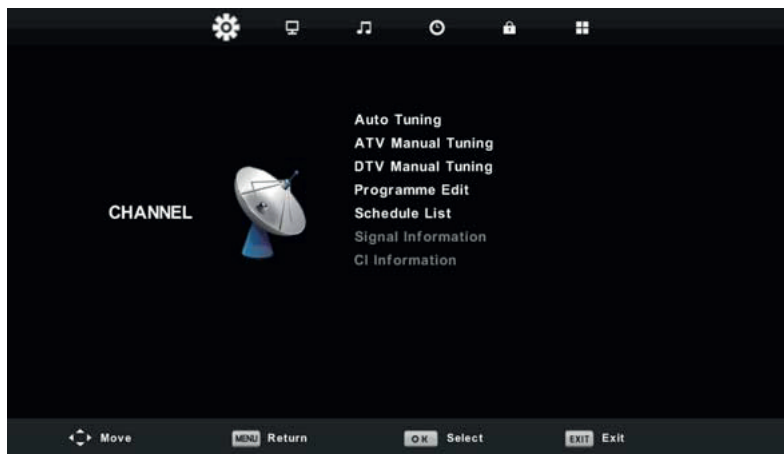 Auto Tuning
ATV Manual Tuning
DTV Manual Tuning
Programme Edit
CHANNEL
Schedule List
Signal Information
CI Information
Move
MENU Return
OK Select
EXIT Exit